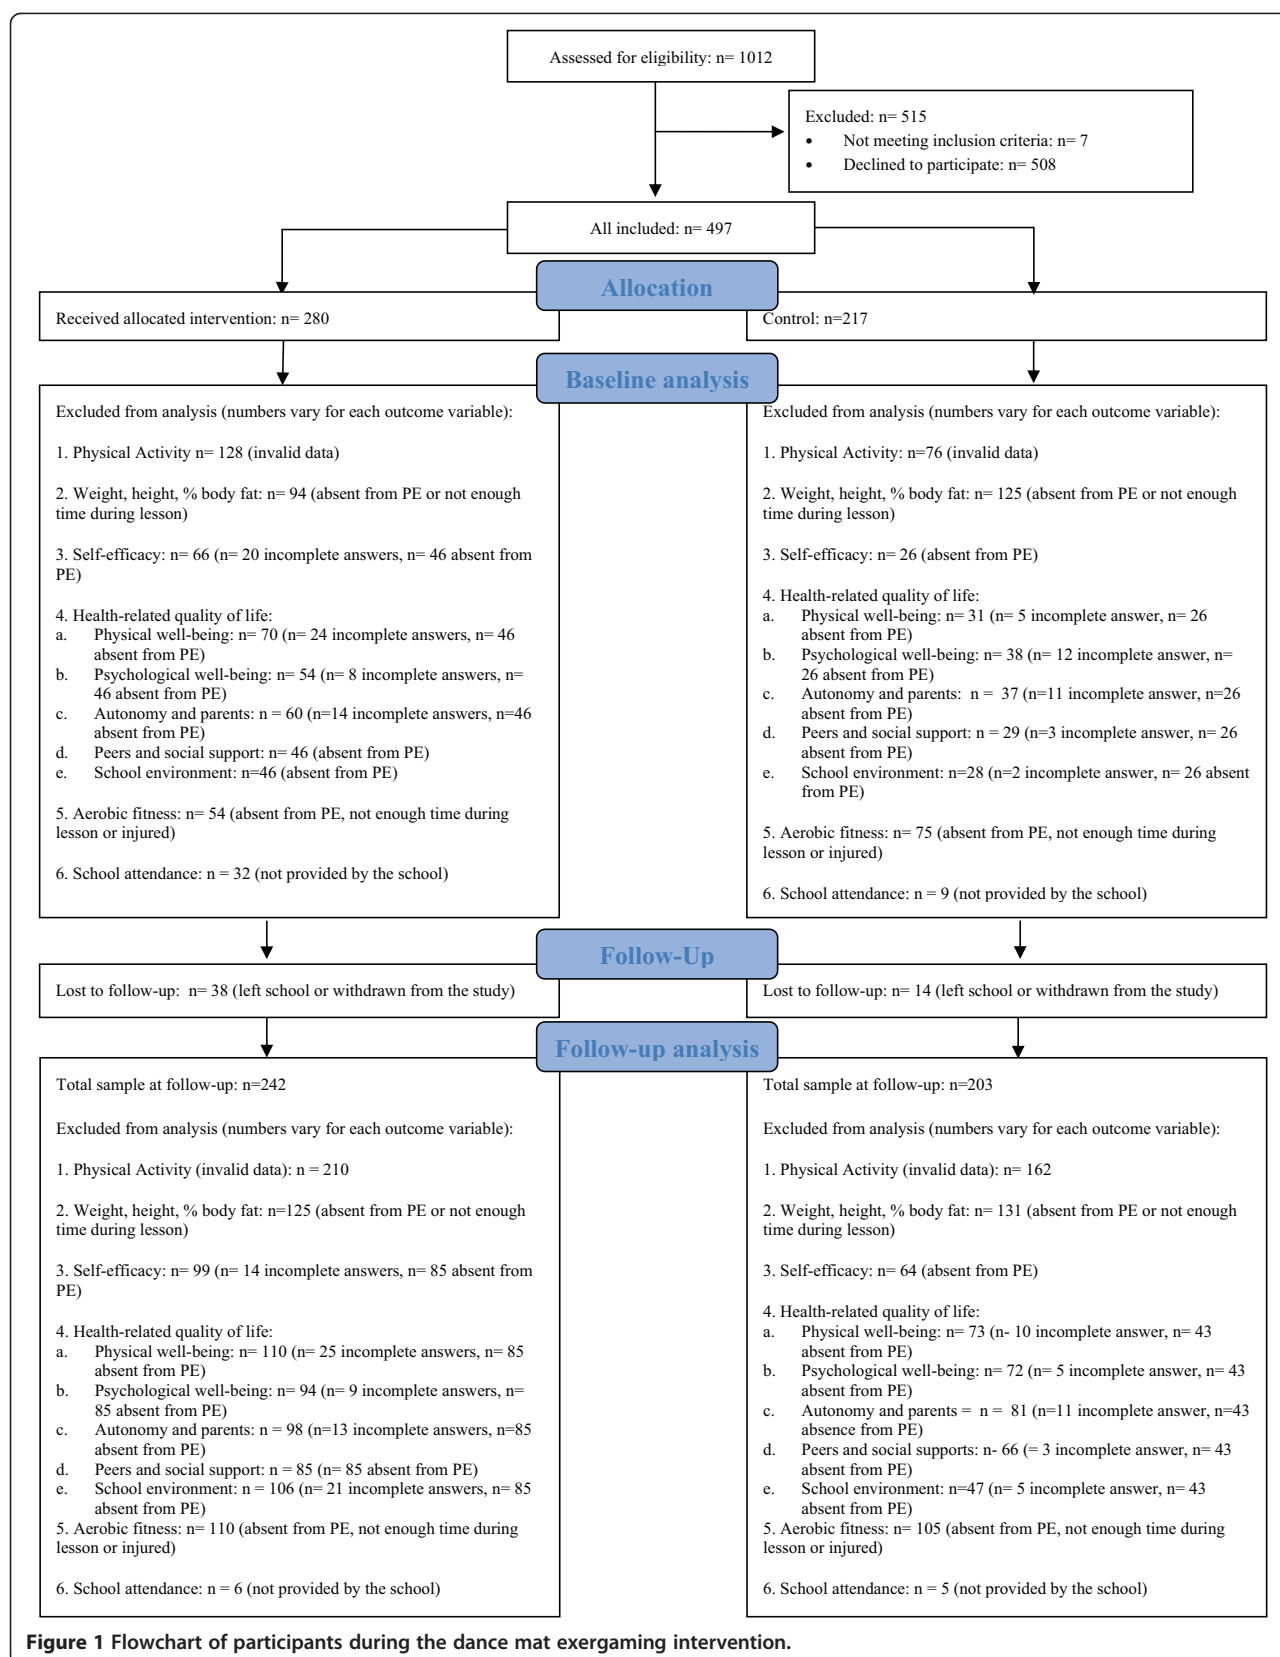 Assessed for eligibility: n= 1012
Excluded: n= 515
• Not meeting inclusion criteria: n= 7
• Declined to participate: n= 508
All included: n= 497
Allocation
Received allocated intervention: n= 280
Control: n=217
Baseline analysis
Excluded from analysis (numbers vary for each outcome variable):
1. Physical Activity n= 128 (invalid data)
2. Weight, height, % body fat: n= 94 (absent from PE or not enough
time during lesson)
3. Self-efficacy: n= 66 (n= 20 incomplete answers, n= 46 absent from
PE)
4. Health-related quality of life:
a. Physical well-being: n= 70 (n= 24 incomplete answers, n= 46
absent from PE)
b. Psychological well-being: n= 54 (n= 8 incomplete answers, n=
46 absent from PE)
c. Autonomy and parents: n = 60 (n=14 incomplete answers, n=46
absent from PE)
d. Peers and social support: n= 46 (absent from PE)
e. School environment: n=46 (absent from PE)
5. Aerobic fitness: n= 54 (absent from PE, not enough time during
lesson or injured)
6. School attendance: n = 32 (not provided by the school)
Excluded from analysis (numbers vary for each outcome variable):
1. Physical Activity: n=76 (invalid data)
2. Weight, height, % body fat: n= 125 (absent from PE or not enough
time during lesson)
3. Self-efficacy: n= 26 (absent from PE)
4. Health-related quality of life:
a. Physical well-being: n= 31 (n= 5 incomplete answer, n= 26
absent from PE)
b. Psychological well-being: n= 38 (n= 12 incomplete answer, n=
26 absent from PE)
c. Autonomy and parents: n = 37 (n=11 incomplete answer, n=26
absent from PE)
d. Peers and social support: n = 29 (n=3 incomplete answer, n= 26
absent from PE)
e. School environment: n=28 (n=2 incomplete answer, n= 26 absent
from PE)
5. Aerobic fitness: n= 75 (absent from PE, not enough time during
lesson or injured)
6. School attendance: n = 9 (not provided by the school)
Follow-Up
Lost to follow-up: n= 38 (left school or withdrawn from the study)
Lost to follow-up: n= 14 (left school or withdrawn from the study)
Follow-up analysis
Total sample at follow-up: n=242
Excluded from analysis (numbers vary for each outcome variable):
1. Physical Activity (invalid data): n = 210
2. Weight, height, % body fat: n=125 (absent from PE or not enough
time during lesson)
3. Self-efficacy: n= 99 (n= 14 incomplete answers, n= 85 absent from
PE)
4. Health-related quality of life:
a. Physical well-being: n= 110 (n= 25 incomplete answers, n= 85
absent from PE)
b. Psychological well-being: n= 94 (n= 9 incomplete answers, n=
85 absent from PE)
c. Autonomy and parents: n = 98 (n=13 incomplete answers, n=85
absent from PE)
d. Peers and social support: n = 85 (n= 85 absent from PE)
e. School environment: n = 106 (n= 21 incomplete answers, n= 85
absent from PE)
5. Aerobic fitness: n= 110 (absent from PE, not enough time during
lesson or injured)
6. School attendance: n = 6 (not provided by the school)
Total sample at follow-up: n=203
Excluded from analysis (numbers vary for each outcome variable):
1. Physical Activity (invalid data): n= 162
2. Weight, height, % body fat: n= 131 (absent from PE or not enough
time during lesson)
3. Self-efficacy: n= 64 (absent from PE)
4. Health-related quality of life:
a. Physical well-being: n= 73 (n- 10 incomplete answer, n= 43
absent from PE)
b. Psychological well-being: n= 72 (n= 5 incomplete answer, n= 43
absent from PE)
c. Autonomy and parents = n = 81 (n=11 incomplete answer, n=43
absence from PE)
d. Peers and social supports: n- 66 (= 3 incomplete answer, n= 43
absent from PE)
e. School environment: n=47 (n= 5 incomplete answer, n= 43
absent from PE)
5. Aerobic fitness: n= 105 (absent from PE, not enough time during
lesson or injured)
6. School attendance: n = 5 (not provided by the school)
Figure 1 Flowchart of participants during the dance mat exergaming intervention.